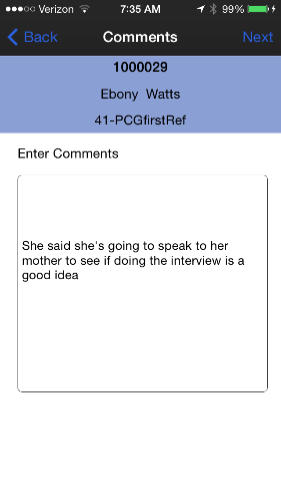 Verizon 7:35 AM 99%
Back Comments Next
1000029
Ebony Watts
41-PCGfirstRef
Enter Comments
She said she's going to speak to her
mother to see if doing the interview is a
good idea